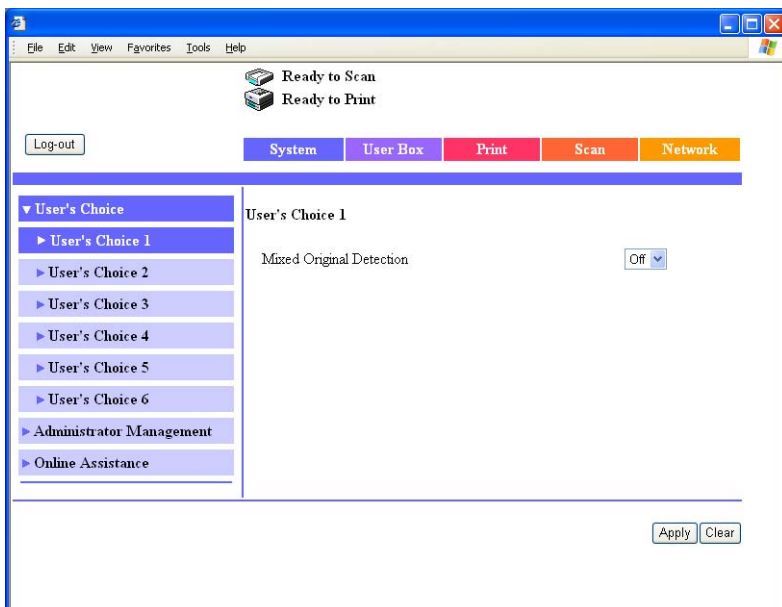 File Edit View Favorites Tools Help
Ready to Scan
Ready to Print
Log-out
System User Box Print Scan Network
User's Choice
User's Choice 1
User's Choice 2
User's Choice 3
User's Choice 4
User's Choice 5
User's Choice 6
Administrator Management
Online Assistance
User's Choice 1
Mixed Original Detection Off
Apply Clear